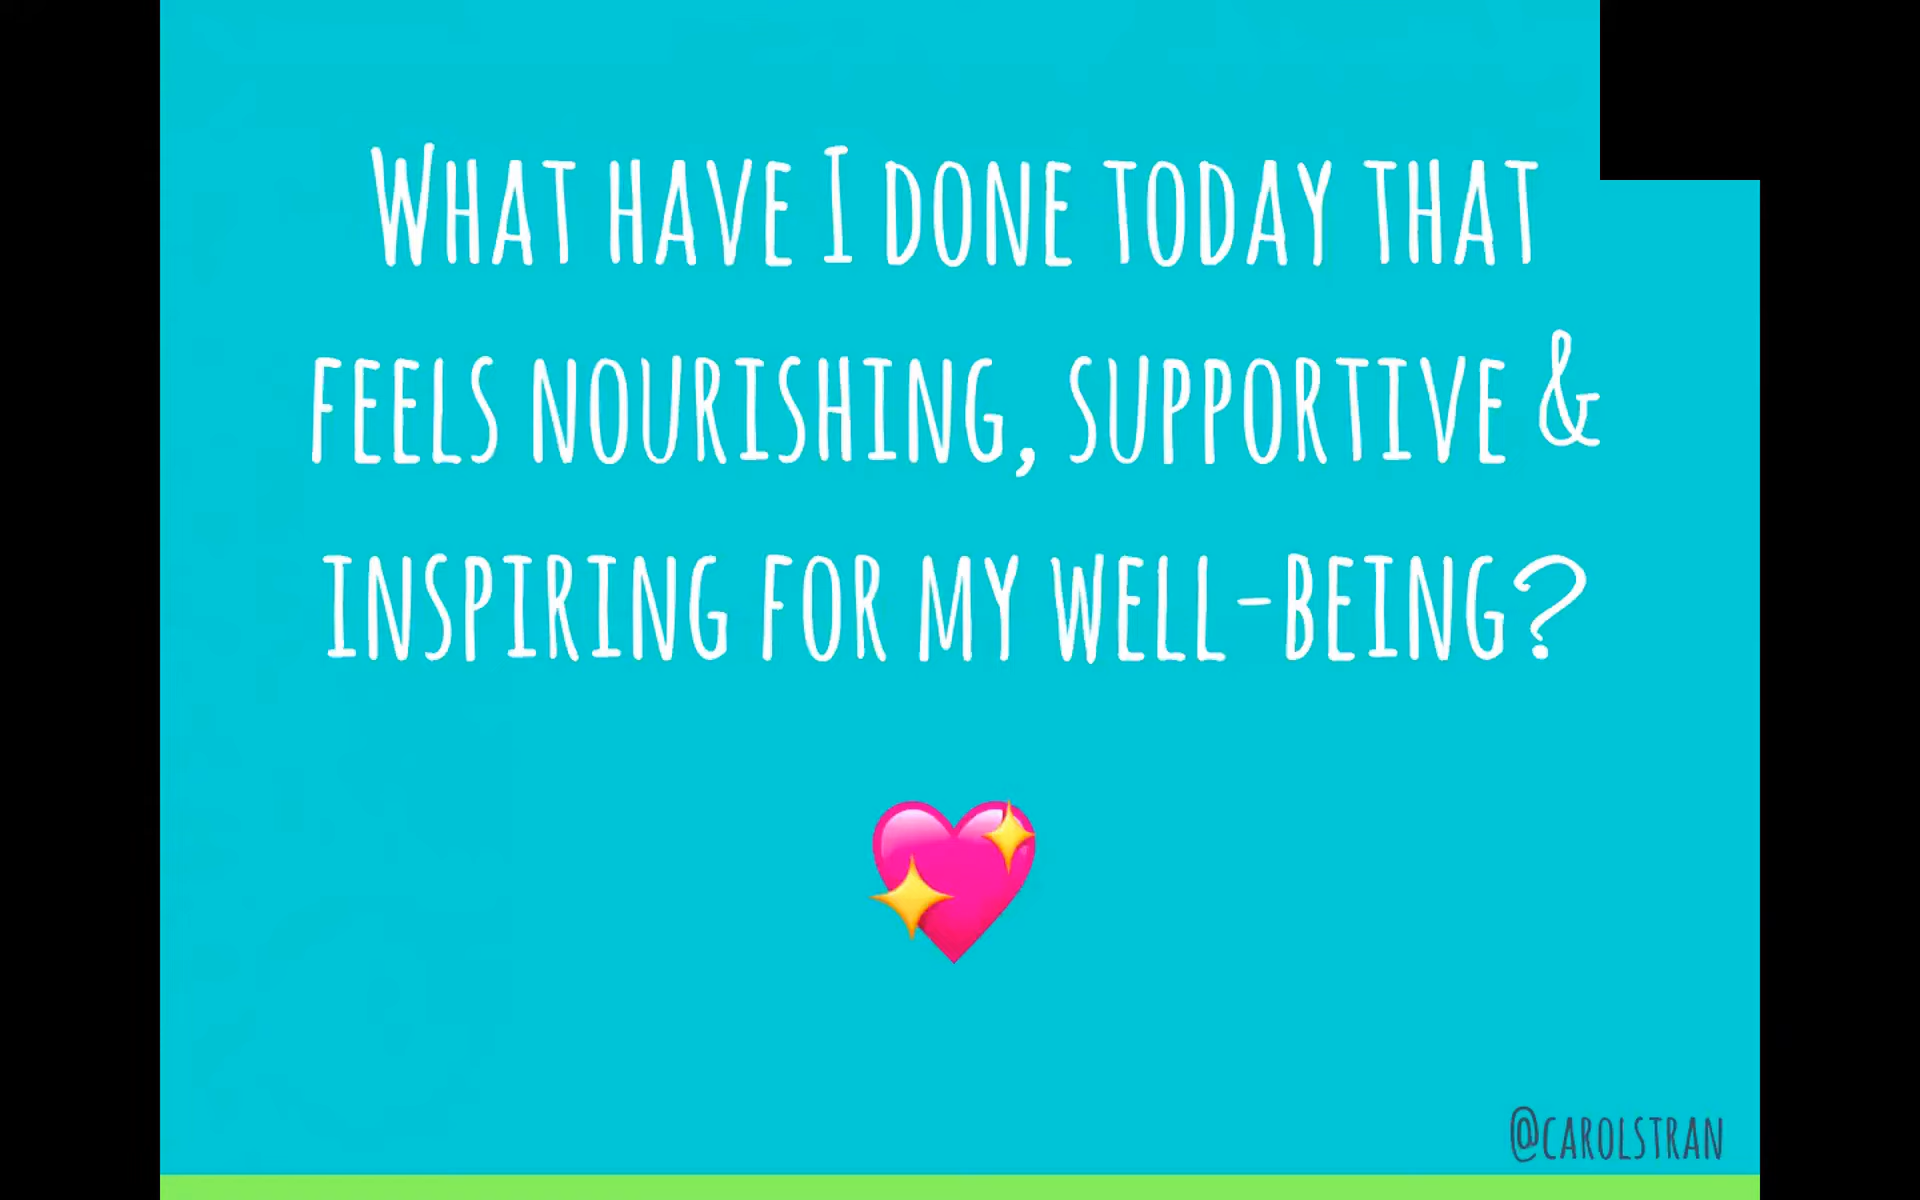 What have I done today that
feels nourishing, supportive &
inspiring for my well-being?
@carolstran